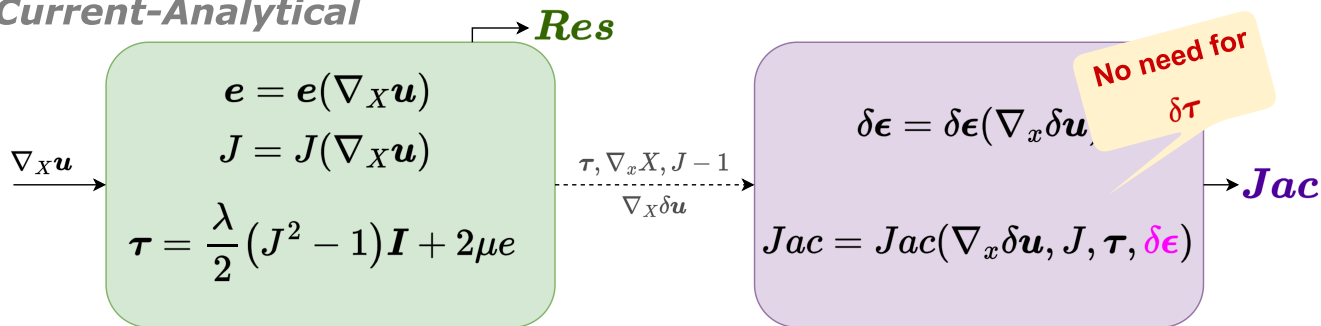 Current-Analytical
Res
e = e(∇_X u)
J = J(∇_X u)
τ = λ/2 (J² − 1) I + 2μe
∇_X u
τ, ∇_x X, J − 1
∇_X δu
No need for
δτ
δϵ = δϵ(∇_x δu
Jac = Jac(∇_x δu, J, τ, δϵ)
Jac